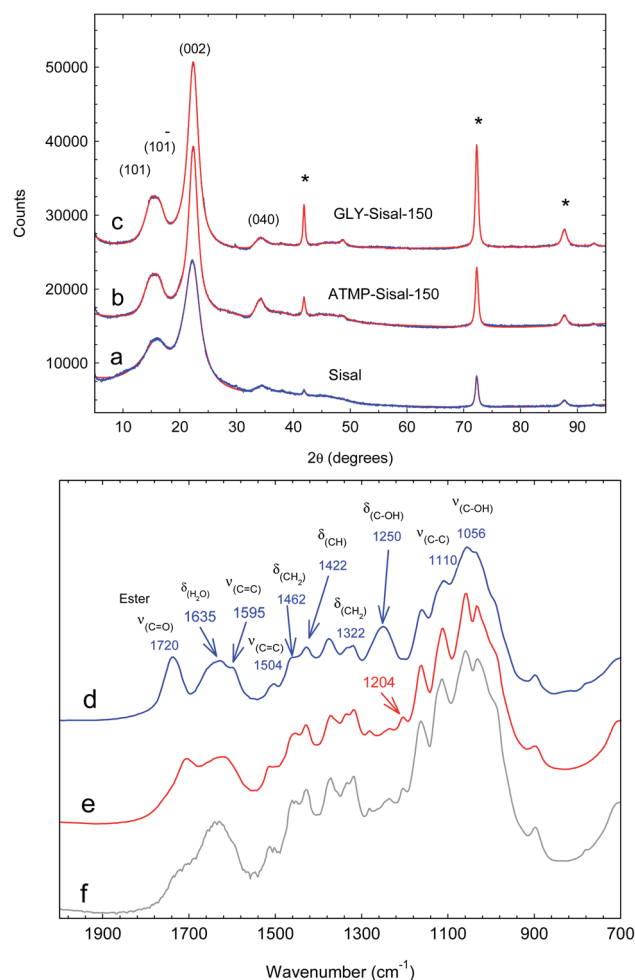 (002)
50000
40000
30000
20000
10000
Counts
(101̄)
(101)
(040)
*
*
*
c
GLY-Sisal-150
b
ATMP-Sisal-150
a
Sisal
10 20 30 40 50 60 70 80 90
2θ (degrees)
ν(C-OH)
1056
δ(C-OH)
1250
ν(C-C)
1110
δ(CH)
1422
δ(CH2)
1462
δ(CH2)
1322
ν(C=C)
1595
ν(C=C)
1504
δ(H2O)
1635
Ester
ν(C=O)
1720
1204
d
e
f
1900 1700 1500 1300 1100 900 700
Wavenumber (cm-1)